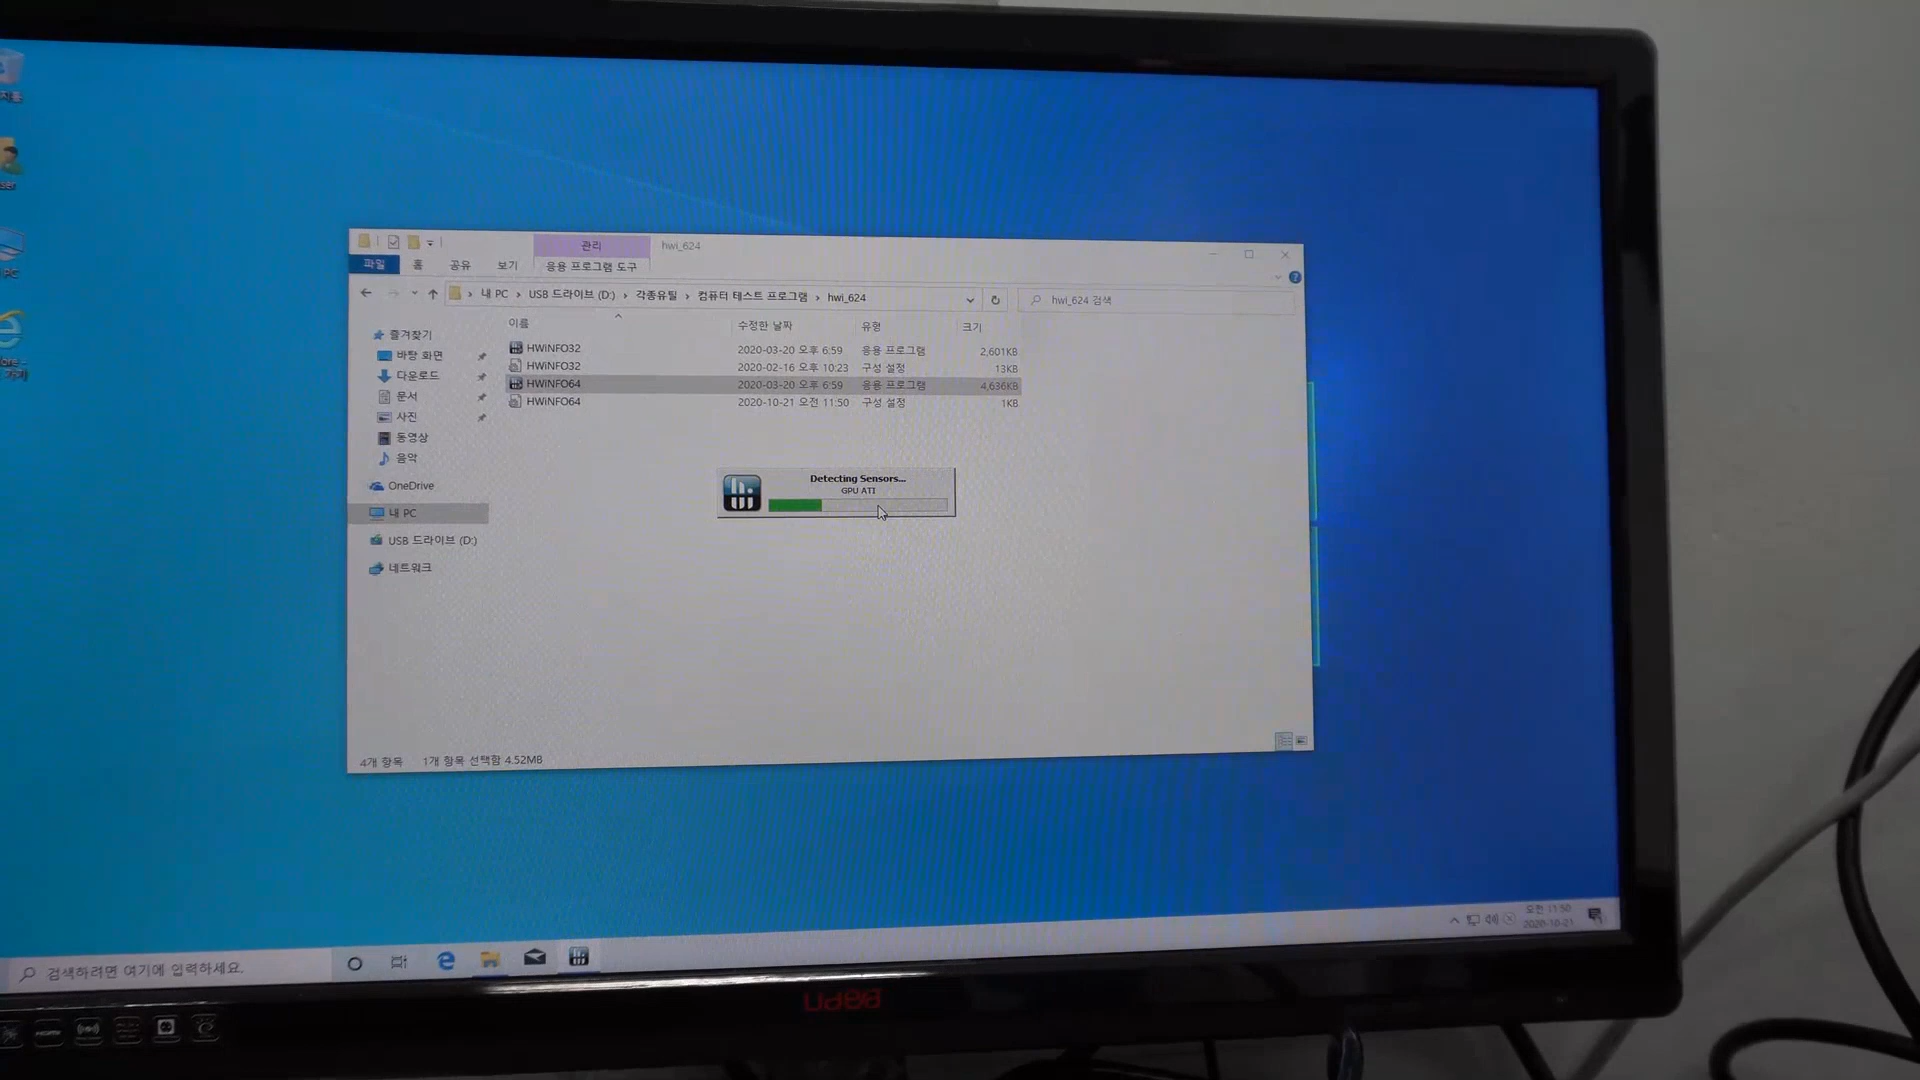 관리
hwi_624
파일
홈
공유
보기
응용 프로그램 도구
내 PC › USB 드라이브 (D:) › 각종유틸 › 컴퓨터 테스트 프로그램 › hwi_624
hwi_624 검색
이름
수정한 날짜
유형
크기
HWiNFO32
2020-03-20 오후 6:59
응용 프로그램
2,601KB
HWiNFO32
2020-02-16 오후 10:23
구성 설정
13KB
HWiNFO64
2020-03-20 오후 6:59
응용 프로그램
4,636KB
HWiNFO64
2020-10-21 오전 11:50
구성 설정
1KB
즐겨찾기
바탕 화면
다운로드
문서
사진
동영상
음악
OneDrive
내 PC
USB 드라이브 (D:)
네트워크
Detecting Sensors...
GPU ATI
4개 항목
1개 항목 선택함 4.52MB
PC
검색하려면 여기에 입력하세요.
오전 11:50
2020-10-21
HDMI